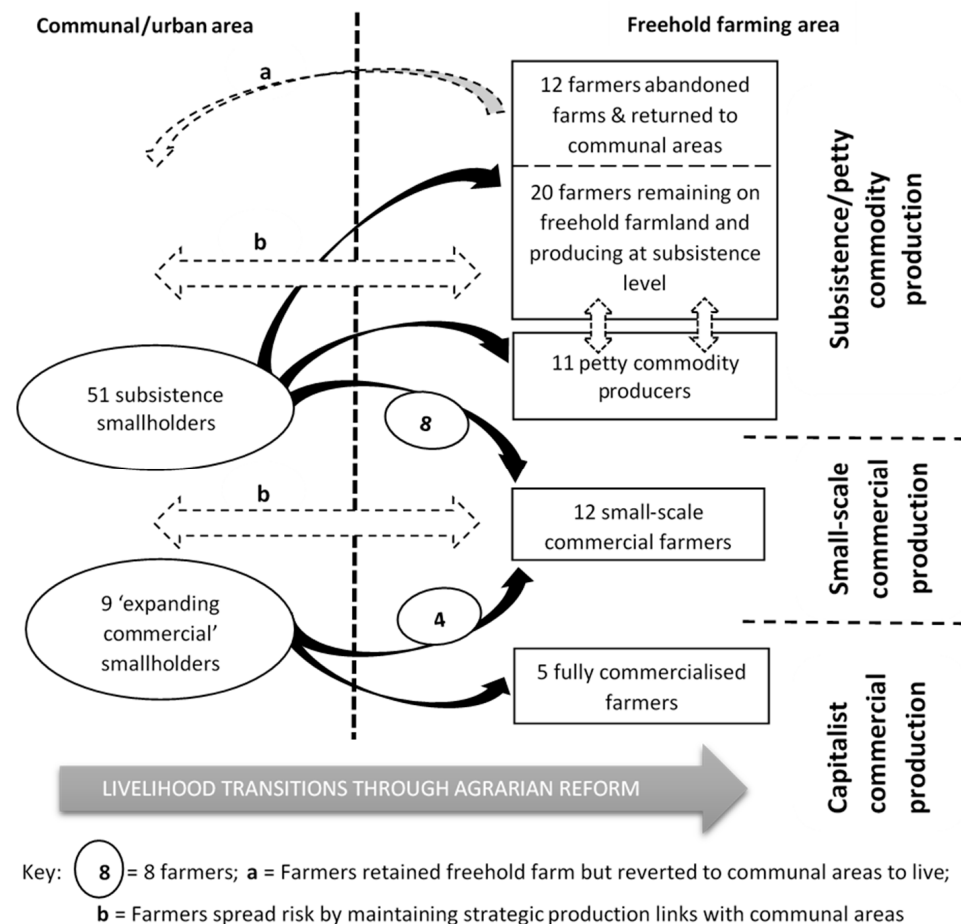 Communal/urban area
Freehold farming area
a
12 farmers abandoned
farms & returned to
communal areas
20 farmers remaining on
freehold farmland and
producing at subsistence
level
b
11 petty commodity
producers
51 subsistence
smallholders
8
b
12 small-scale
commercial farmers
9 ‘expanding
commercial’
smallholders
4
5 fully commercialised
farmers
Subsistence/petty
commodity
production
Small-scale
commercial
production
Capitalist
commercial
production
LIVELIHOOD TRANSITIONS THROUGH AGRARIAN REFORM
Key: 8 = 8 farmers; a = Farmers retained freehold farm but reverted to communal areas to live;
b = Farmers spread risk by maintaining strategic production links with communal areas